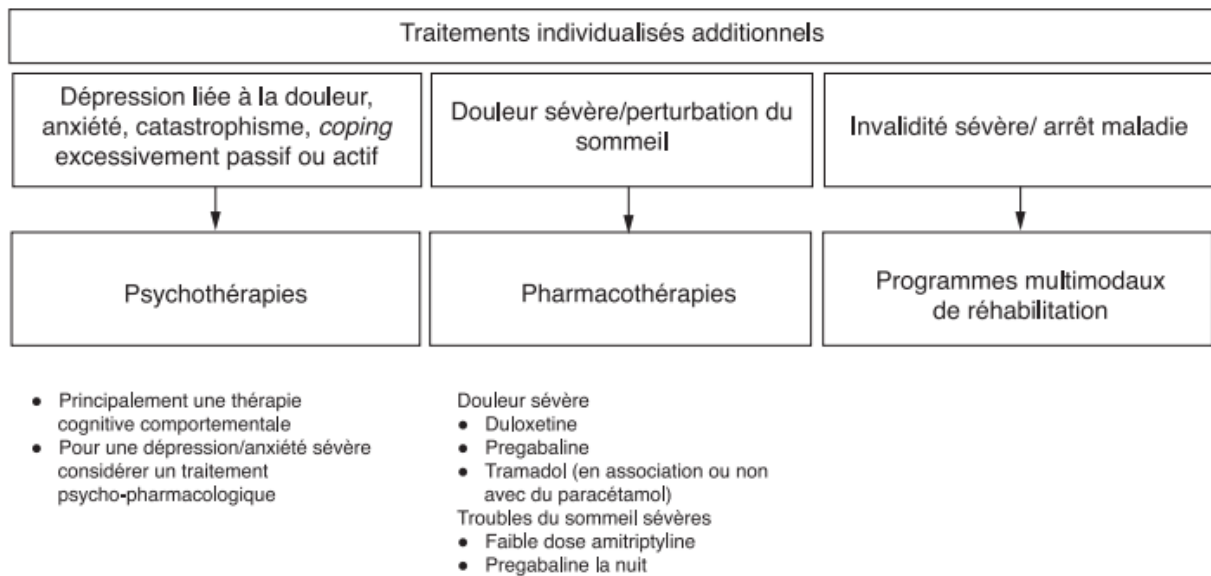 Traitements individualisés additionnels
Dépression liée à la douleur,
anxiété, catastrophisme, coping
excessivement passif ou actif
Douleur sévère/perturbation du
sommeil
Invalidité sévère/ arrêt maladie
Psychothérapies
Pharmacothérapies
Programmes multimodaux
de réhabilitation
● Principalement une thérapie
cognitive comportementale
● Pour une dépression/anxiété sévère
considérer un traitement
psycho-pharmacologique
Douleur sévère
● Duloxetine
● Pregabaline
● Tramadol (en association ou non
avec du paracétamol)
Troubles du sommeil sévères
● Faible dose amitriptyline
● Pregabaline la nuit